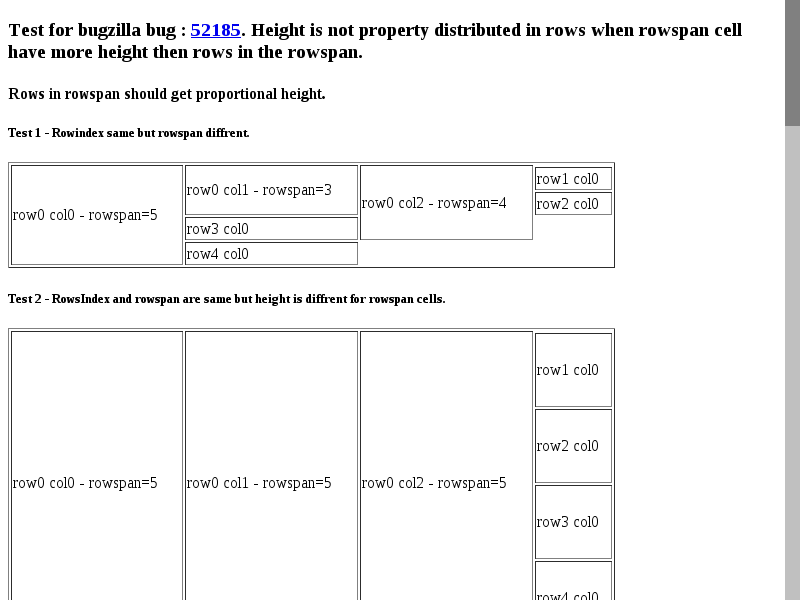 Test for bugzilla bug : 52185. Height is not property distributed in rows when rowspan cell
have more height then rows in the rowspan.
Rows in rowspan should get proportional height.
Test 1 - Rowindex same but rowspan diffrent.
row0 col0 - rowspan=5
row0 col1 - rowspan=3
row0 col2 - rowspan=4
row1 col0
row2 col0
row3 col0
row4 col0
Test 2 - RowsIndex and rowspan are same but height is diffrent for rowspan cells.
row0 col0 - rowspan=5
row0 col1 - rowspan=5
row0 col2 - rowspan=5
row1 col0
row2 col0
row3 col0
row4 col0